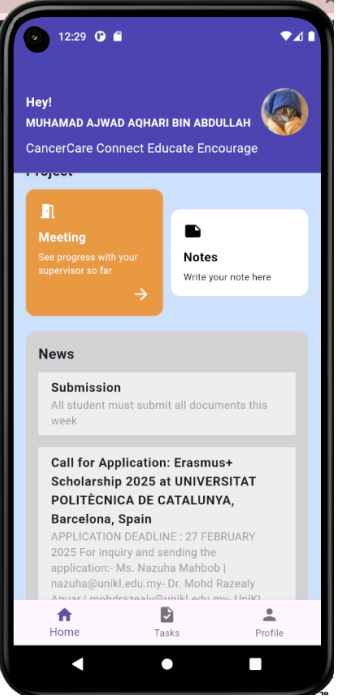 12:29
Hey!
MUHAMAD AJWAD AQHARI BIN ABDULLAH
CancerCare Connect Educate Encourage
Project
Meeting
See progress with your
supervisor so far
Notes
Write your note here
News
Submission
All student must submit all documents this
week
Call for Application: Erasmus+
Scholarship 2025 at UNIVERSITAT
POLITÈCNICA DE CATALUNYA,
Barcelona, Spain
APPLICATION DEADLINE : 27 FEBRUARY
2025 For inquiry and sending the
application:- Ms. Nazuha Mahbob |
nazuha@unikl.edu.my- Dr. Mohd Razealy
Anuar | mohdrazealy@unikl.edu.my- UniKL
Home
Tasks
Profile